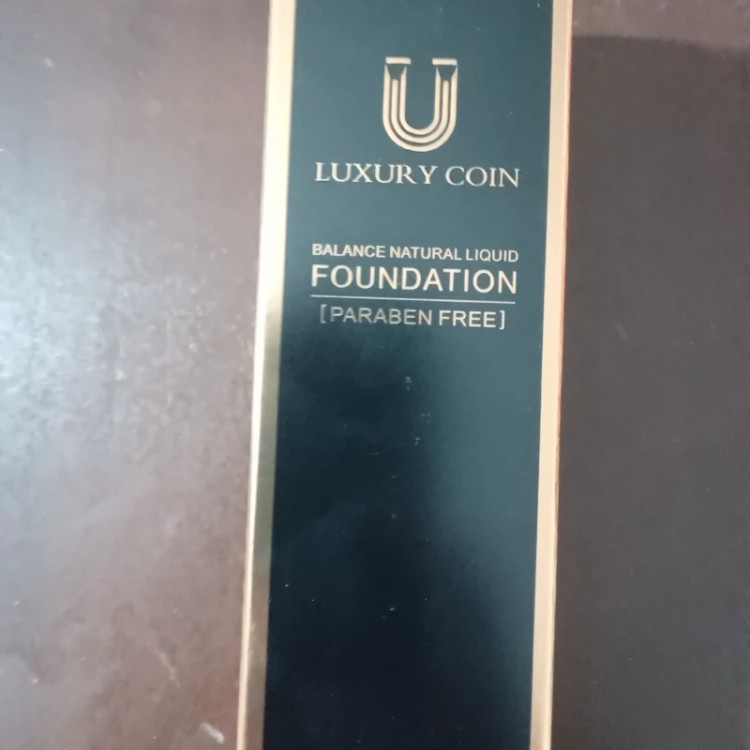 U
LUXURY COIN
BALANCE NATURAL LIQUID
FOUNDATION
[PARABEN FREE]